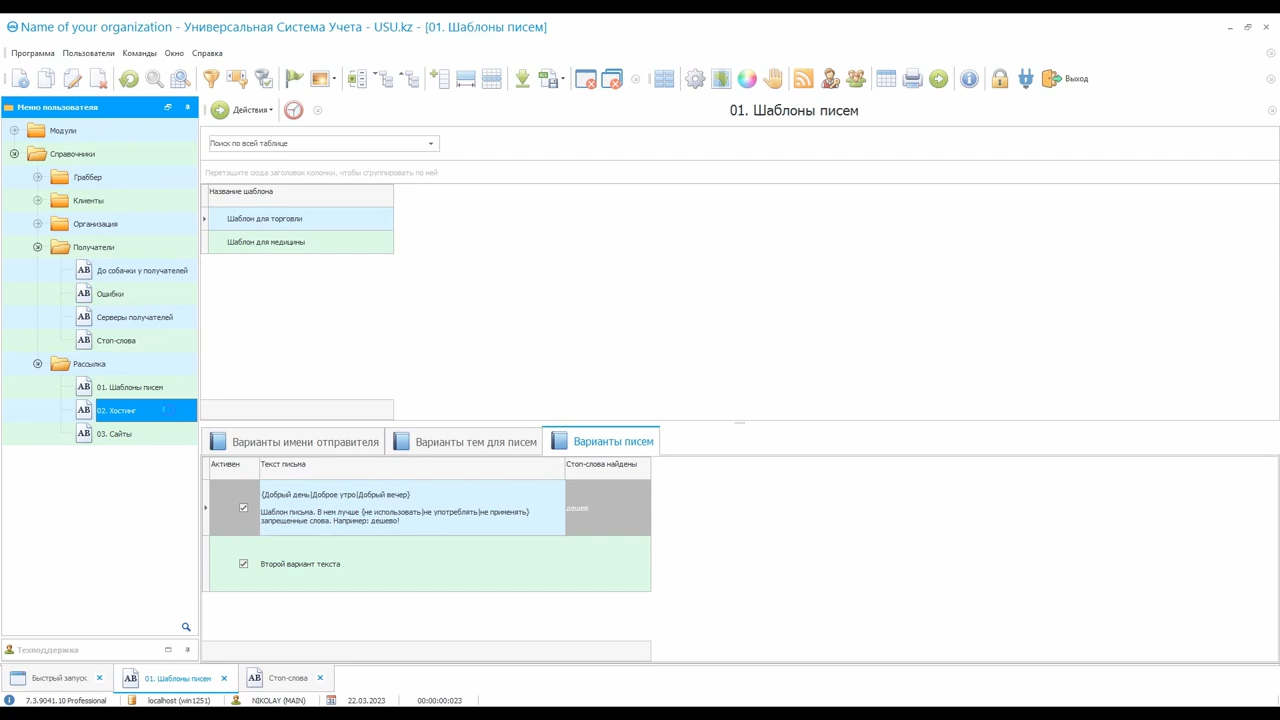 Name of your organization - Универсальная Система Учета - USU.kz - [01. Шаблоны писем]
Программа Пользователи Команды Окно Справка
Выход
Меню пользователя
Действия
01. Шаблоны писем
Модули
Поиск по всей таблице
Справочники
Перетащите сюда заголовок колонки, чтобы сгруппировать по ней
Граббер
Название шаблона
Клиенты
Шаблон для торговли
Организация
Шаблон для медицины
Получатели
До собачки у получателей
Ошибки
Серверы получателей
Стоп-слова
Рассылка
01. Шаблоны писем
02. Хостинг
03. Сайты
Варианты имени отправителя Варианты тем для писем Варианты писем
Активен Текст письма Стоп-слова найдены
{Добрый день|Доброе утро|Добрый вечер}
Шаблон письма. В нем лучше {не использовать|не употреблять|не применять}
запрещенные слова. Например: дешево!
дешев
Второй вариант текста
Техподдержка
Быстрый запуск 01. Шаблоны писем Стоп-слова
7.3.9041.10 Professional localhost (win1251) NIKOLAY (MAIN) 22.03.2023 00:00:00:023